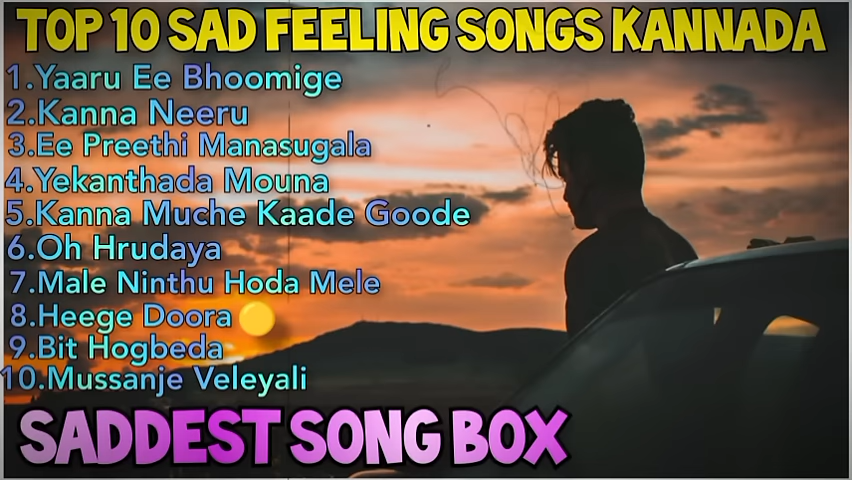 TOP 10 SAD FEELING SONGS KANNADA
1.Yaaru Ee Bhoomige
2.Kanna Neeru
3.Ee Preethi Manasugala
4.Yekanthada Mouna
5.Kanna Muche Kaade Goode
6.Oh Hrudaya
7.Male Ninthu Hoda Mele
8.Heege Doora
9.Bit Hogbeda
10.Mussanje Veleyali
SADDEST SONG BOX